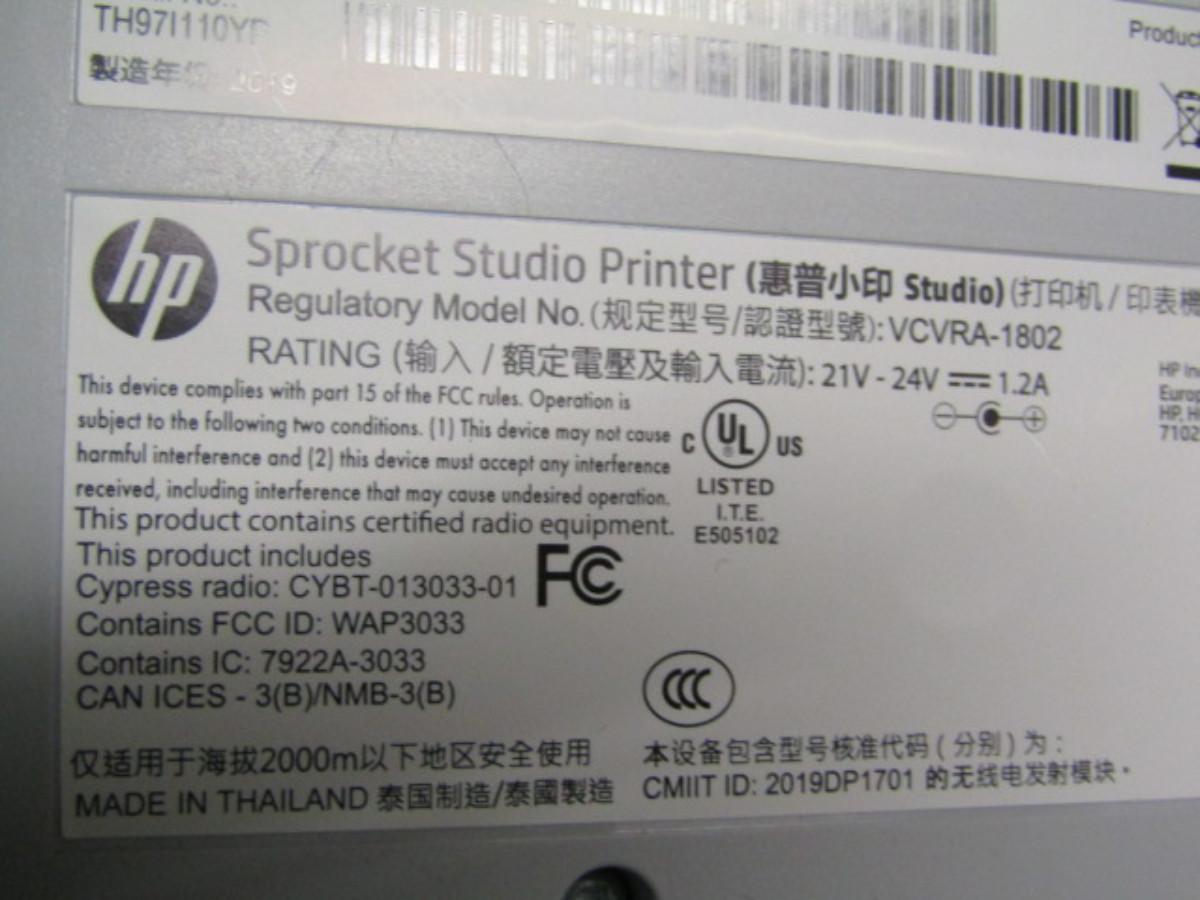 TH97I110Y
製造年份: 2019
Product
hp
Sprocket Studio Printer (惠普小印 Studio) (打印机 / 印表機
Regulatory Model No. (规定型号/認證型號): VCVRA-1802
RATING (输入 / 額定電壓及輸入電流): 21V - 24V ⎓ 1.2A
HP Inc
Europ
HP, H
7102
This device complies with part 15 of the FCC rules. Operation is
subject to the following two conditions. (1) This device may not cause
harmful interference and (2) this device must accept any interference
received, including interference that may cause undesired operation.
This product contains certified radio equipment.
C UL ® US
LISTED
I.T.E.
E505102
This product includes
Cypress radio: CYBT-013033-01
FC
Contains FCC ID: WAP3033
Contains IC: 7922A-3033
CAN ICES - 3(B)/NMB-3(B)
CCC
仅适用于海拔2000m以下地区安全使用
MADE IN THAILAND 泰国制造/泰國製造
本设备包含型号核准代码 ( 分别 ) 为 :
CMIIT ID: 2019DP1701 的无线电发射模块。